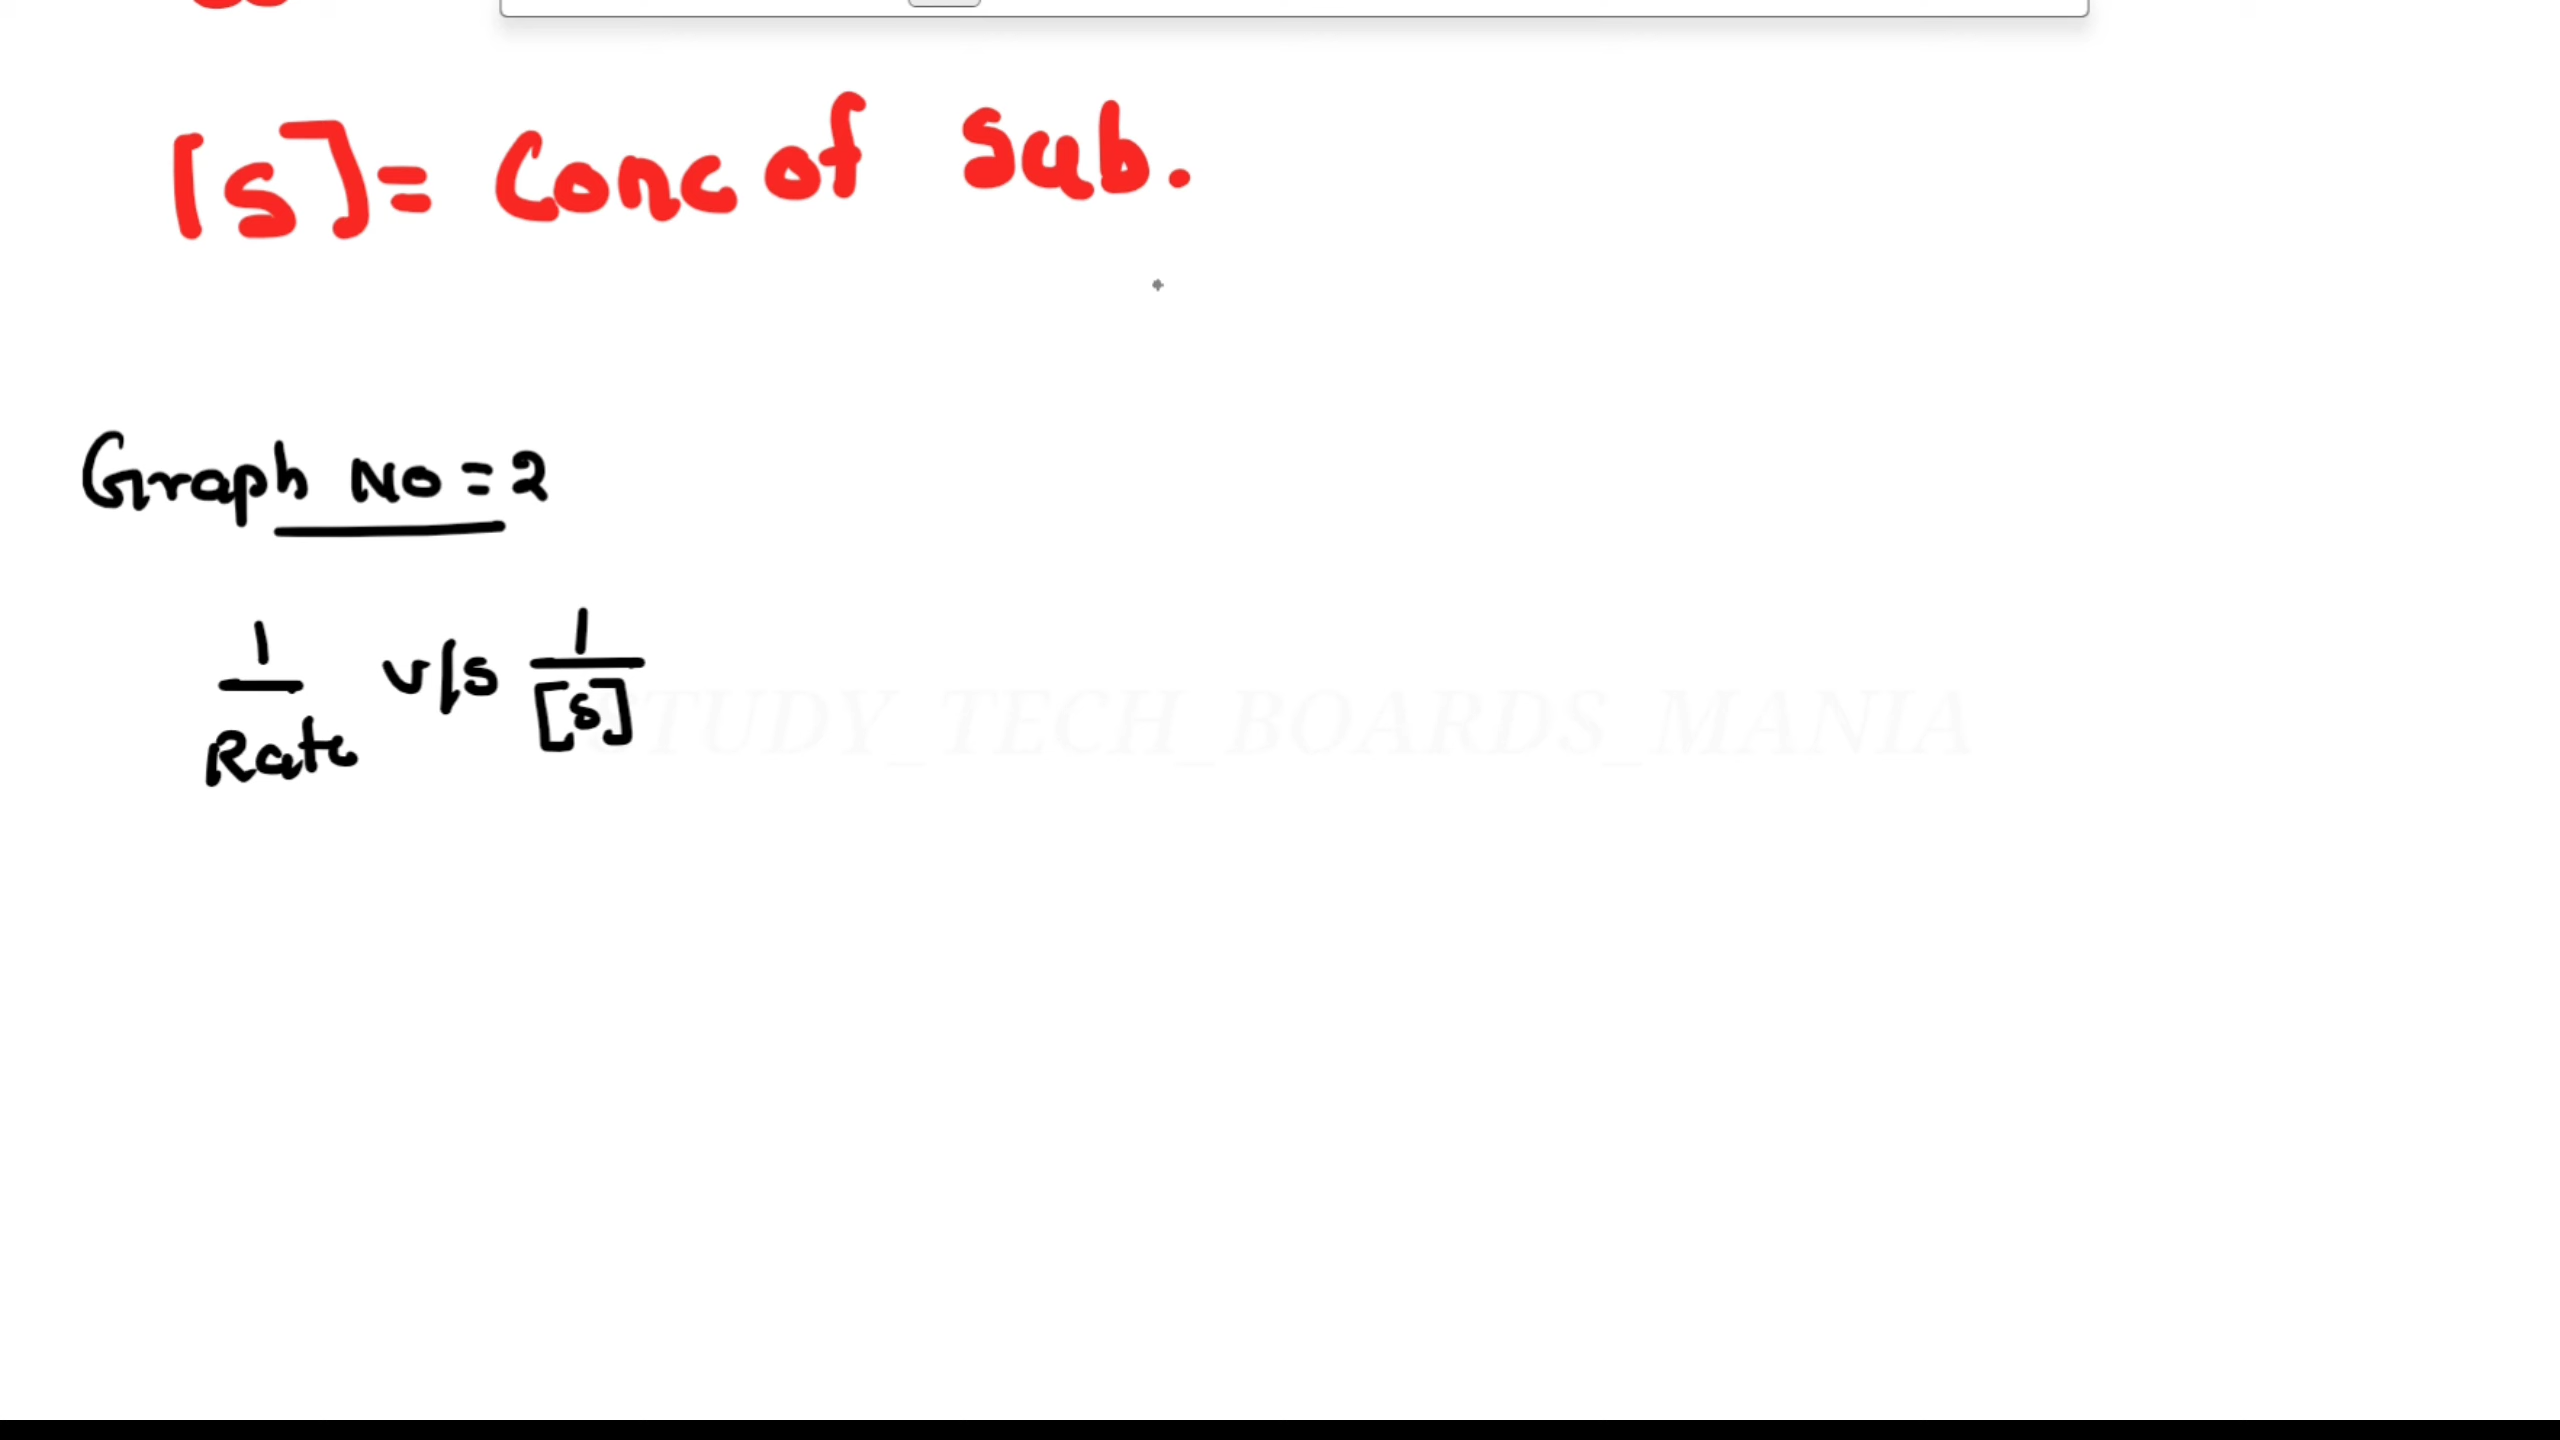 [s]= Conc of Sub.
Graph No = 2
1 / Rate v/s 1 / [s]
STUDY_TECH_BOARDS_MANIA